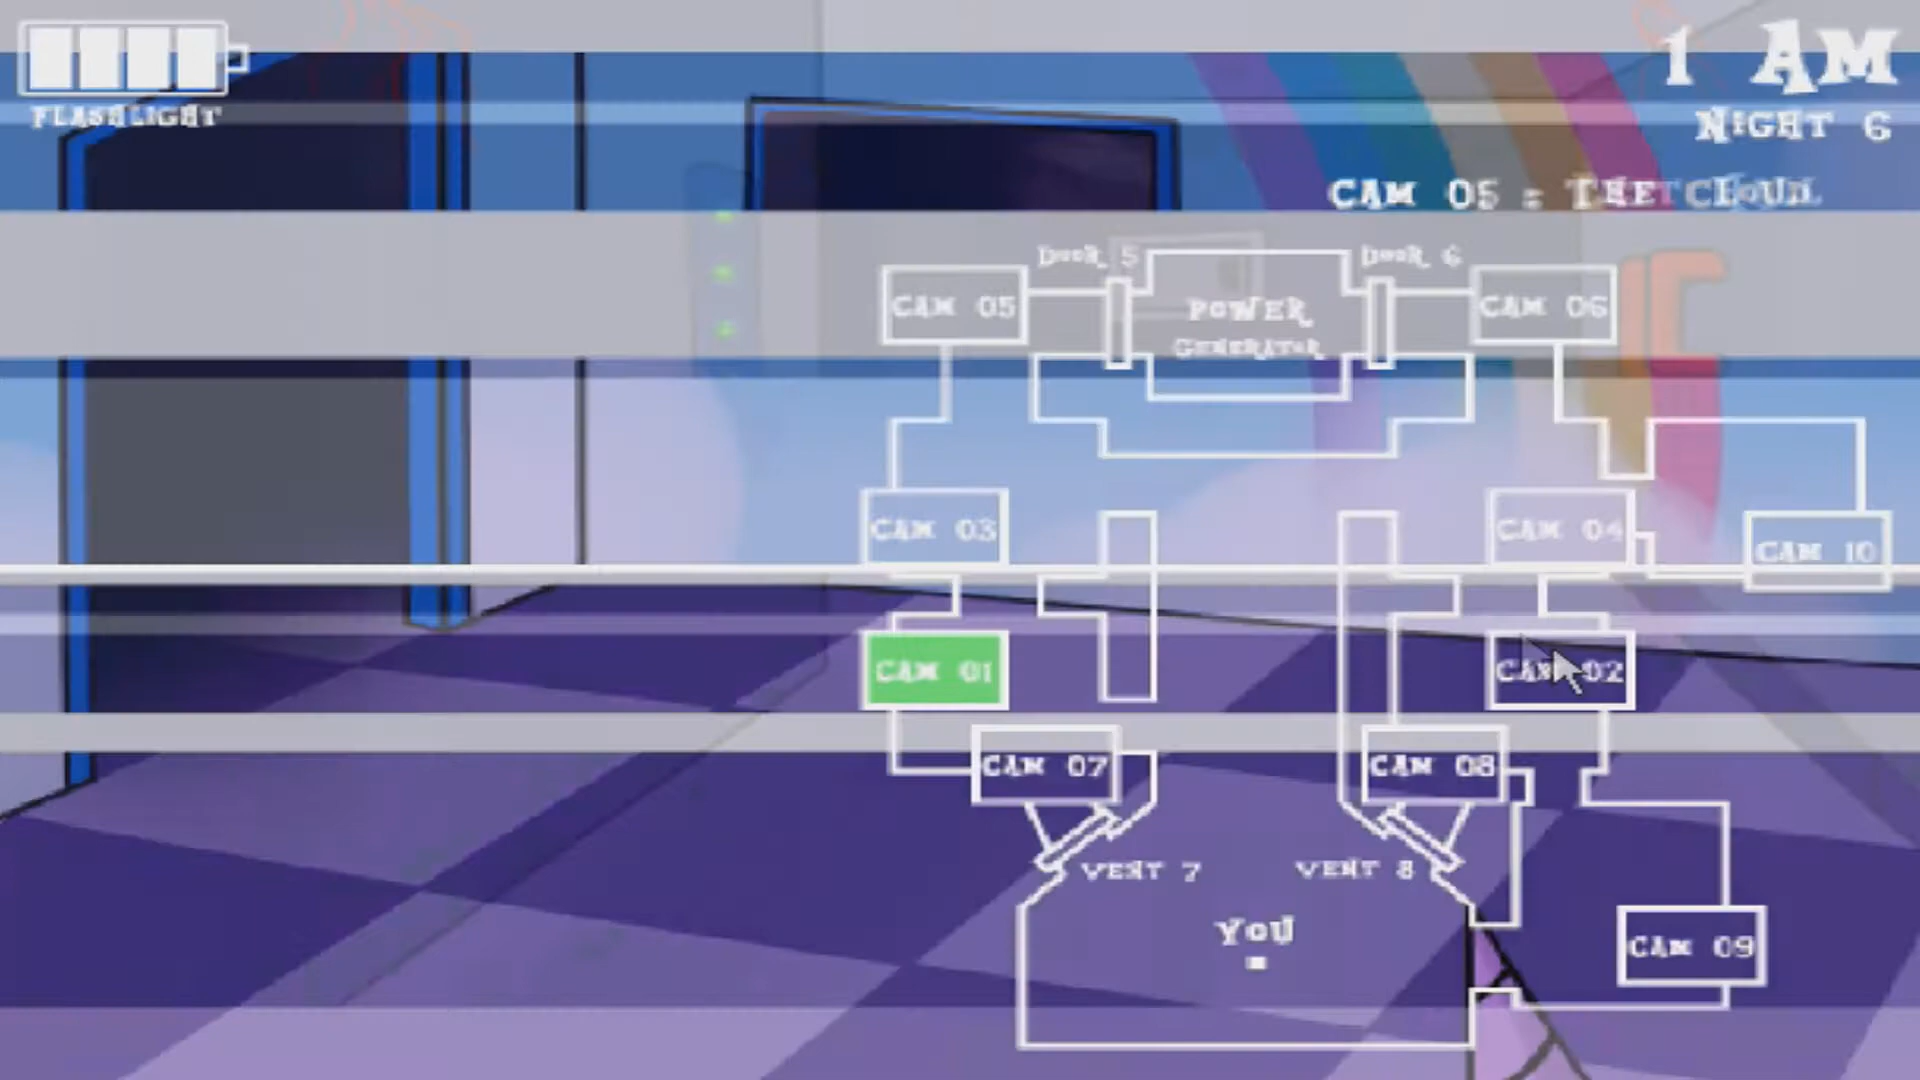 1 AM
FLASHLIGHT
NIGHT 6
CAM 05 : THE CLOUD
DOOR 5
DOOR 6
CAM 05
POWER
GENERATOR
CAM 06
CAM 03
CAM 04
CAM 10
CAM 01
CAM 02
CAM 07
CAM 08
VENT 7
VENT 8
YOU
CAM 09